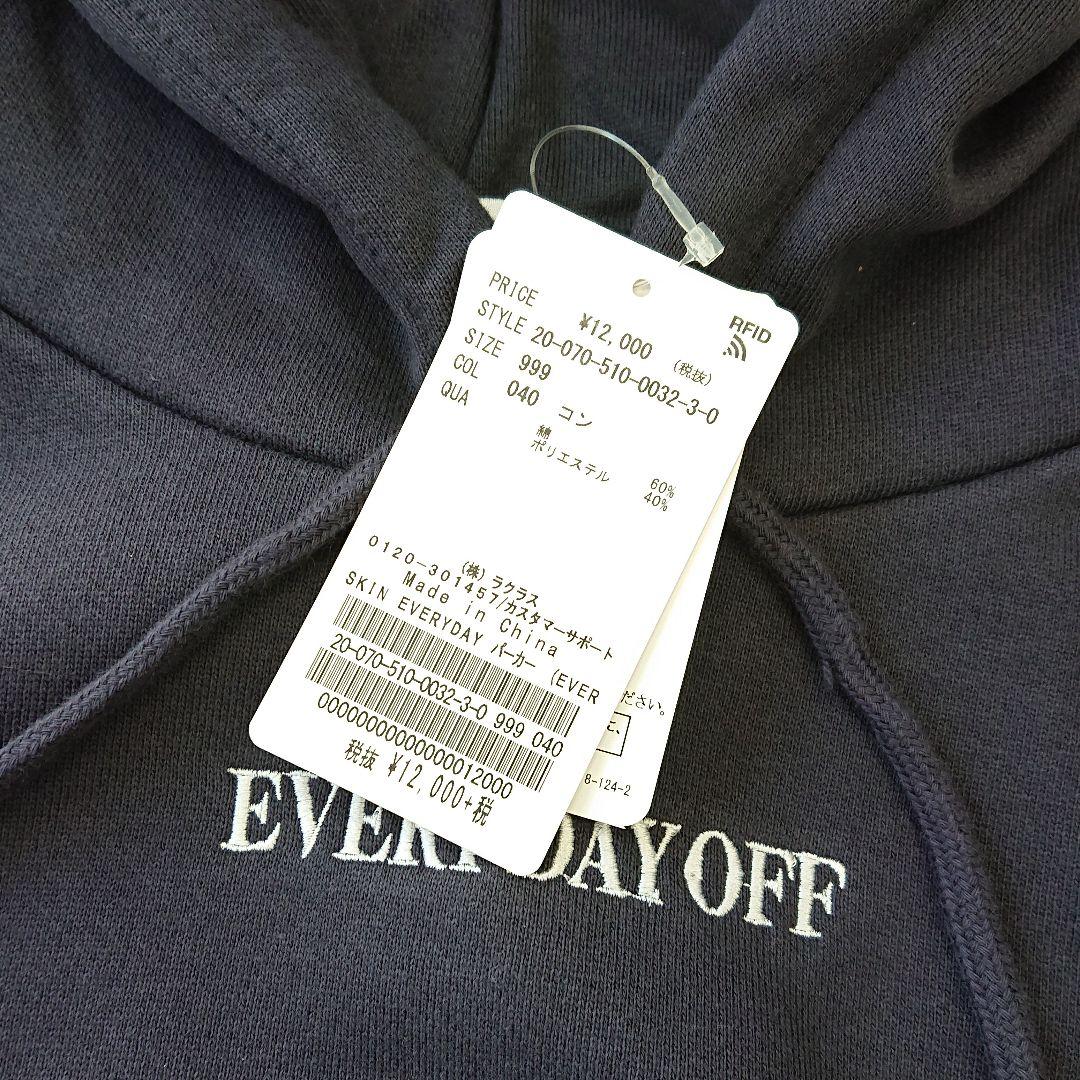 RFID
PRICE ¥12,000 (税抜)
STYLE 20-070-510-0032-3-0
SIZE 999
COL 040 コン
QUA
綿 60%
ポリエステル 40%
(株) ラクラス
0120-301457/カスタマーサポート
Made in China
SKIN EVERYDAY パーカー (EVER
20-070-510-0032-3-0 999 040
0000000000000012000
税抜 ¥12,000+税
ださい。
8-124-2
DAY OFF